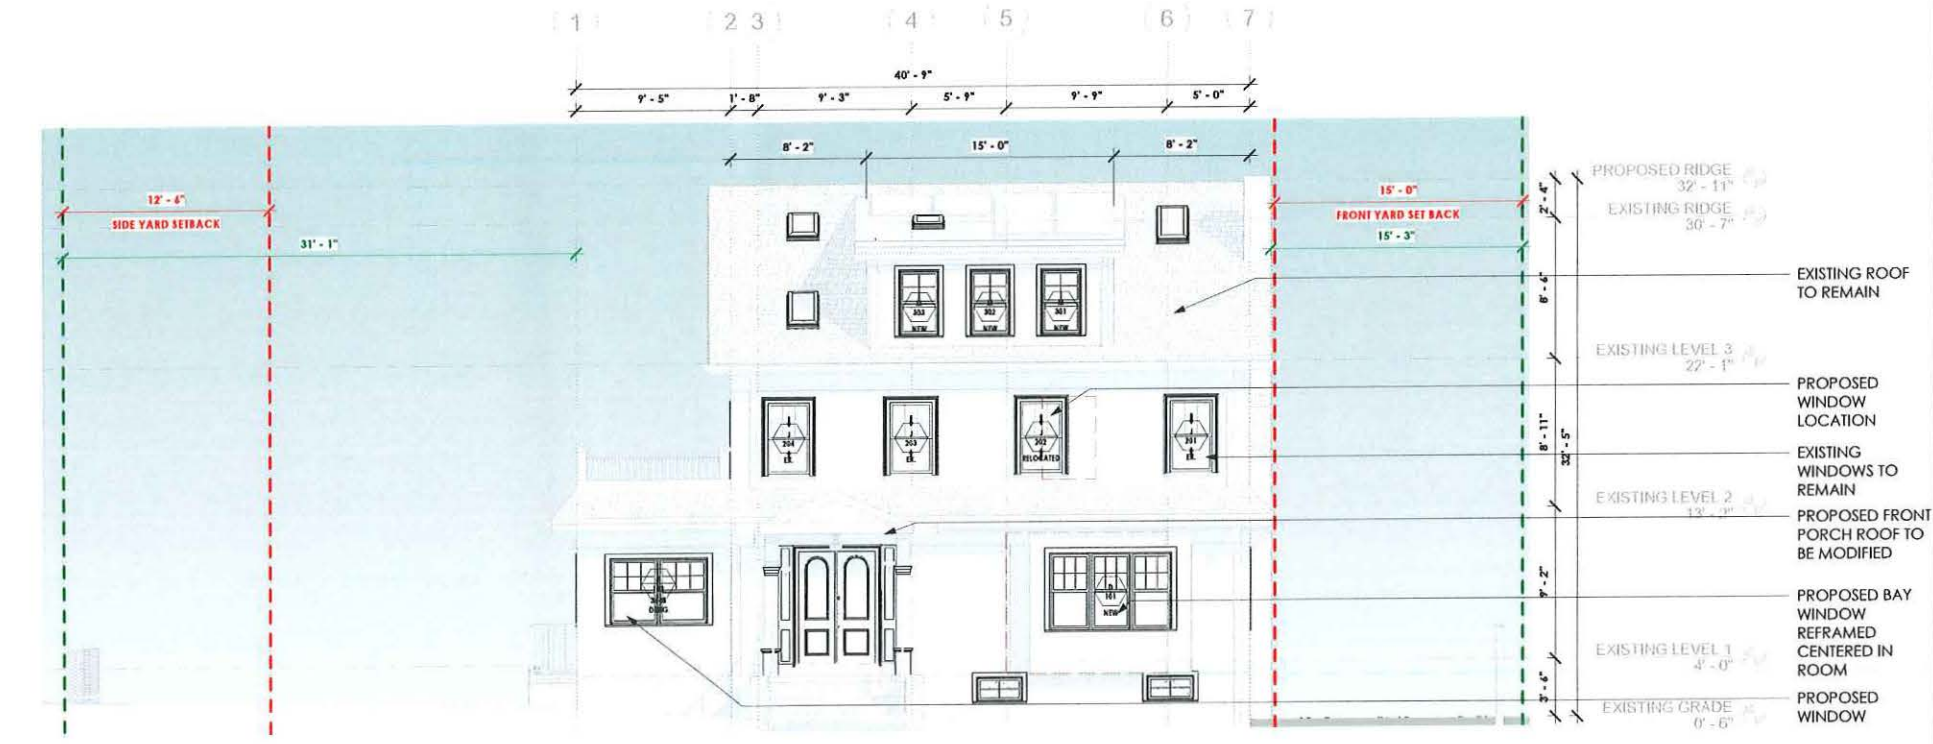 1 2 3 4 5 6 7
40' - 9"
9' - 5" 1' - 8" 9' - 3" 5' - 9" 9' - 9" 5' - 0"
8' - 2" 15' - 0" 8' - 2"
12' - 6"
SIDE YARD SETBACK
31' - 1"
15' - 0"
FRONT YARD SET BACK
15' - 3"
2' - 4"
8' - 6"
8' - 11"
32' - 5"
9' - 2"
3' - 6"
PROPOSED RIDGE
32' - 11"
EXISTING RIDGE
30' - 7"
EXISTING LEVEL 3
22' - 1"
EXISTING LEVEL 2
13' - 2"
EXISTING LEVEL 1
4' - 0"
EXISTING GRADE
0' - 6"
303
NEW
302
NEW
301
NEW
204
EX.
203
EX.
202
RELOCATED
201
EX.
101
NEW
EXISTING ROOF
TO REMAIN
PROPOSED
WINDOW
LOCATION
EXISTING
WINDOWS TO
REMAIN
PROPOSED FRONT
PORCH ROOF TO
BE MODIFIED
PROPOSED BAY
WINDOW
REFRAMED
CENTERED IN
ROOM
PROPOSED
WINDOW